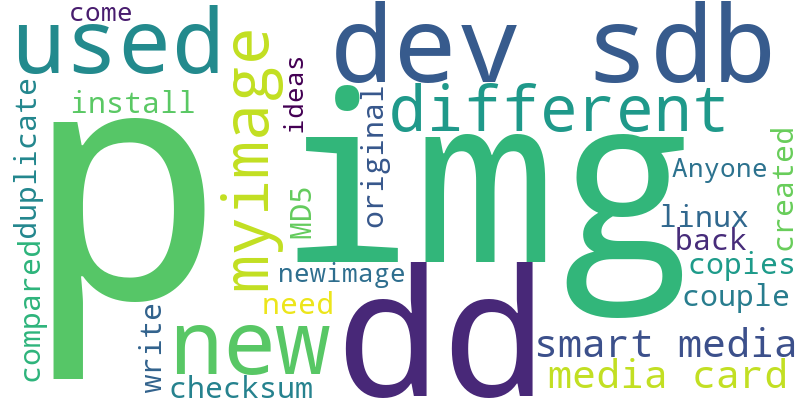 come
used
dev sdb
install
ideas
myimage
original
different
duplicate
p
img
MD5
Anyone
created
linux
back
compared
newimage
copies
need
couple
write
new
dd
smart media
checksum
media card